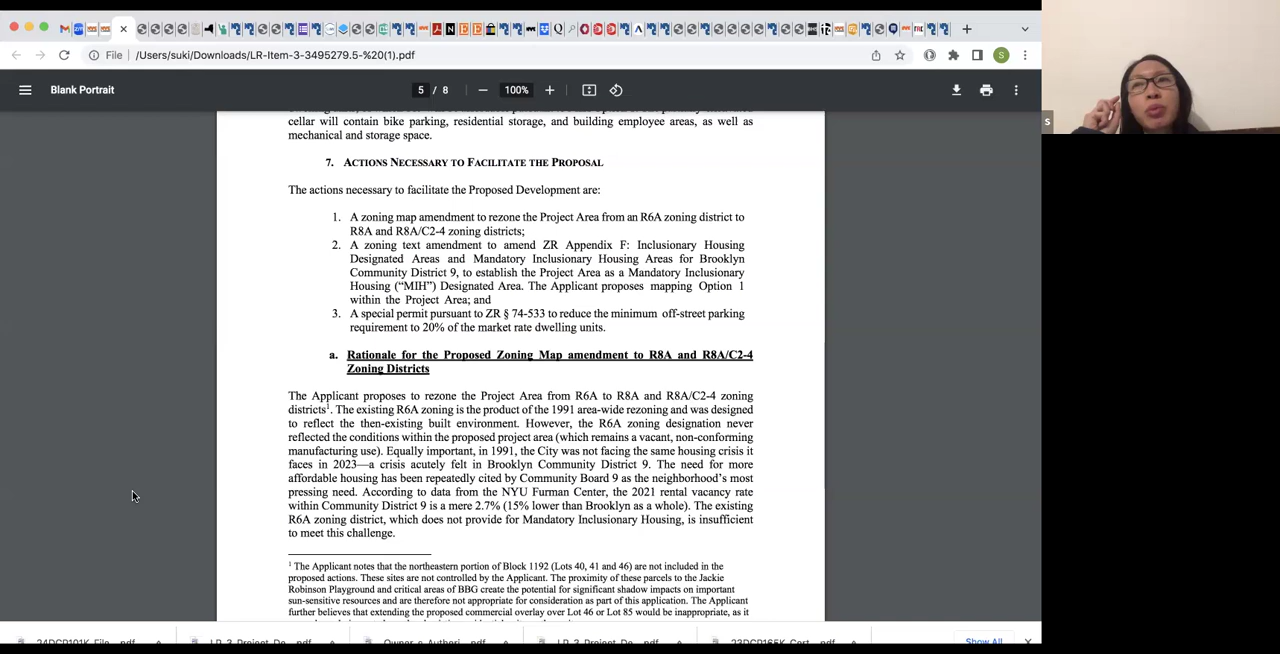 File /Users/suki/Downloads/LR-Item-3-3495279.5-%20(1).pdf
S
Blank Portrait
5 / 8
100%
cellar will contain bike parking, residential storage, and building employee areas, as well as
mechanical and storage space.
7. ACTIONS NECESSARY TO FACILITATE THE PROPOSAL
The actions necessary to facilitate the Proposed Development are:
1. A zoning map amendment to rezone the Project Area from an R6A zoning district to
R8A and R8A/C2-4 zoning districts;
2. A zoning text amendment to amend ZR Appendix F: Inclusionary Housing
Designated Areas and Mandatory Inclusionary Housing Areas for Brooklyn
Community District 9, to establish the Project Area as a Mandatory Inclusionary
Housing (“MIH”) Designated Area. The Applicant proposes mapping Option 1
within the Project Area; and
3. A special permit pursuant to ZR § 74-533 to reduce the minimum off-street parking
requirement to 20% of the market rate dwelling units.
a. Rationale for the Proposed Zoning Map amendment to R8A and R8A/C2-4
Zoning Districts
The Applicant proposes to rezone the Project Area from R6A to R8A and R8A/C2-4 zoning
districts1. The existing R6A zoning is the product of the 1991 area-wide rezoning and was designed
to reflect the then-existing built environment. However, the R6A zoning designation never
reflected the conditions within the proposed project area (which remains a vacant, non-conforming
manufacturing use). Equally important, in 1991, the City was not facing the same housing crisis it
faces in 2023—a crisis acutely felt in Brooklyn Community District 9. The need for more
affordable housing has been repeatedly cited by Community Board 9 as the neighborhood’s most
pressing need. According to data from the NYU Furman Center, the 2021 rental vacancy rate
within Community District 9 is a mere 2.7% (15% lower than Brooklyn as a whole). The existing
R6A zoning district, which does not provide for Mandatory Inclusionary Housing, is insufficient
to meet this challenge.
1 The Applicant notes that the northeastern portion of Block 1192 (Lots 40, 41 and 46) are not included in the
proposed actions. These sites are not controlled by the Applicant. The proximity of these parcels to the Jackie
Robinson Playground and critical areas of BBG create the potential for significant shadow impacts on important
sun-sensitive resources and are therefore not appropriate for consideration as part of this application. The Applicant
further believes that extending the proposed commercial overlay over Lot 46 or Lot 85 would be inappropriate, as it
Show All
S